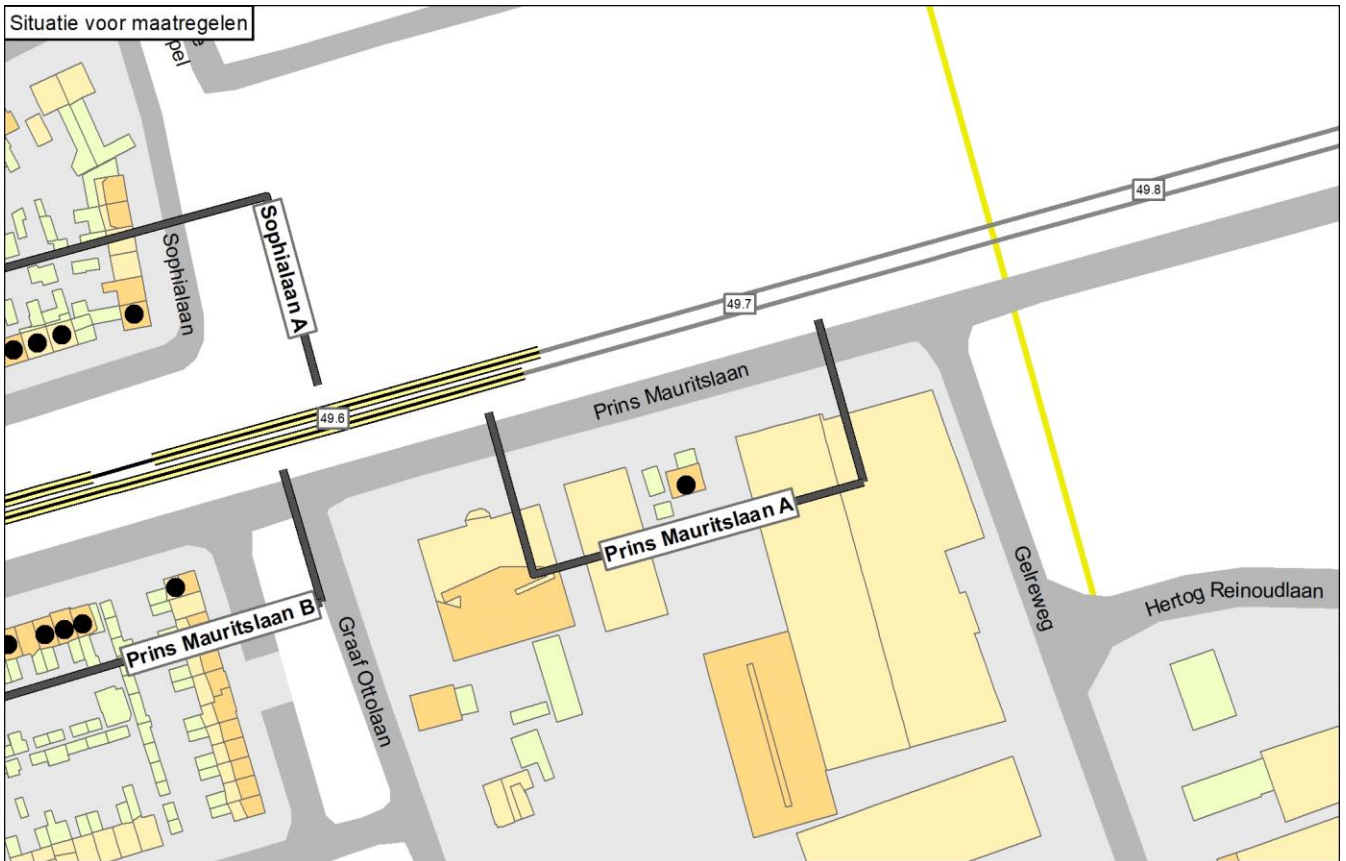 Situatie voor maatregelen
Sophialaan
Sophialaan A
49.8
49.7
49.6
Prins Mauritslaan
Prins Mauritslaan A
Prins Mauritslaan B
Graaf Ottolaan
Gelreweg
Hertog Reinoudlaan